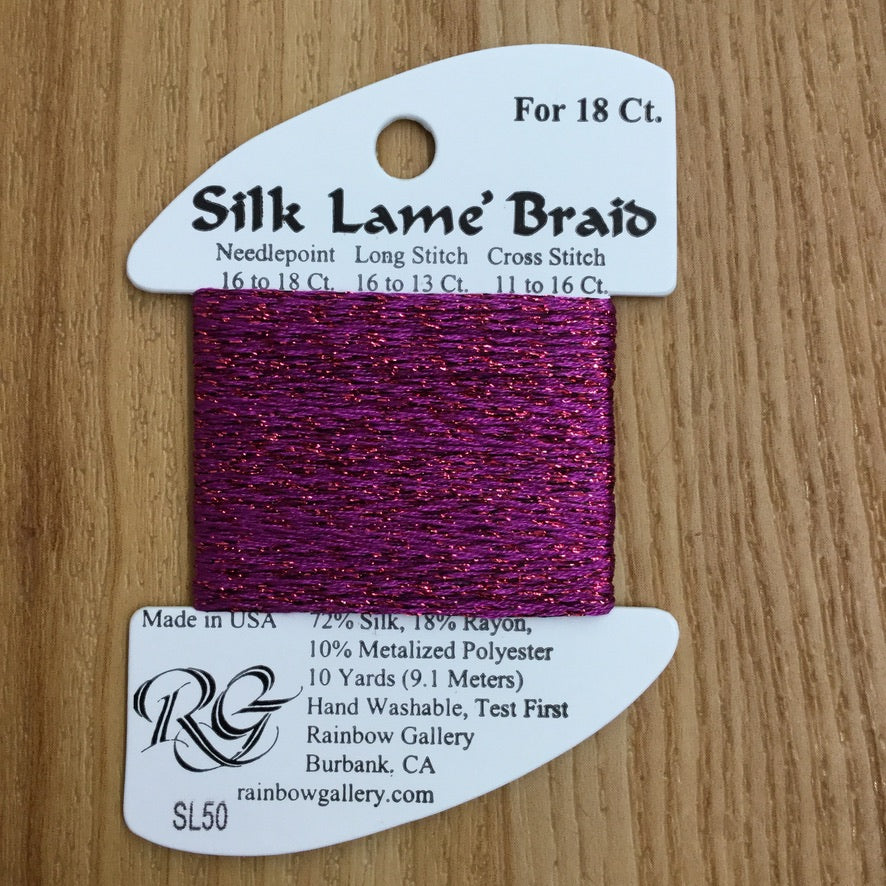 For 18 Ct.
Silk Lame' Braid
Needlepoint Long Stitch Cross Stitch
16 to 18 Ct. 16 to 13 Ct. 11 to 16 Ct.
Made in USA 72% Silk, 18% Rayon,
10% Metalized Polyester
10 Yards (9.1 Meters)
Hand Washable, Test First
RG Rainbow Gallery
Burbank, CA
rainbowgallery.com
SL50